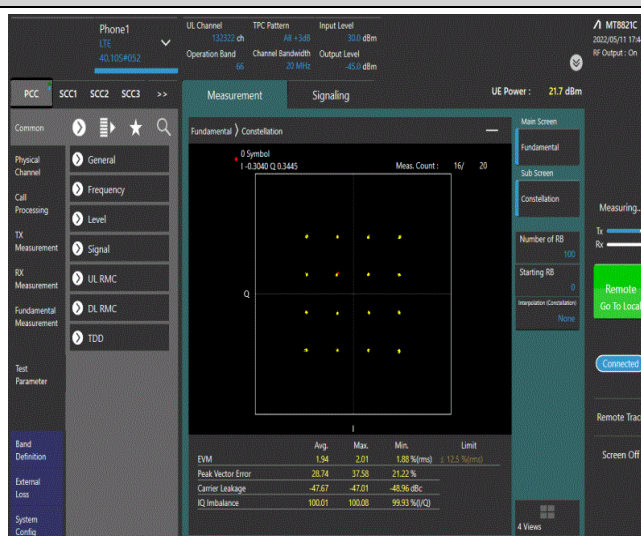 Phone1
LTE
40.105#052
UL Channel
132322 ch
TPC Pattern
All +3dB
Input Level
30.0 dBm
Operation Band
66
Channel Bandwidth
20 MHz
Output Level
-45.0 dBm
MT8821C
2022/05/11 17:4
RF Output : On
PCC SCC1 SCC2 SCC3 >>
Measurement
Signaling
UE Power : 21.7 dBm
Common
Physical
Channel
Call
Processing
TX
Measurement
RX
Measurement
Fundamental
Measurement
Test
Parameter
Band
Definition
External
Loss
System
Config
General
Frequency
Level
Signal
UL RMC
DL RMC
TDD
Fundamental 〉 Constellation
0 Symbol
I -0.3040 Q 0.3445
Meas. Count : 16/ 20
Q
I
Avg. Max. Min. Limit
EVM 1.94 2.01 1.88 %(rms) ≤ 12.5 %(rms)
Peak Vector Error 28.74 37.58 21.22 %
Carrier Leakage -47.67 -47.01 -48.96 dBc
IQ Imbalance 100.01 100.08 99.93 %(I/Q)
Main Screen
Fundamental
Sub Screen
Constellation
Number of RB
100
Starting RB
0
Interpolation (Constellation)
None
4 Views
Measuring..
Tx
Rx
Remote
Go To Local
Connected
Remote Trac
Screen Off